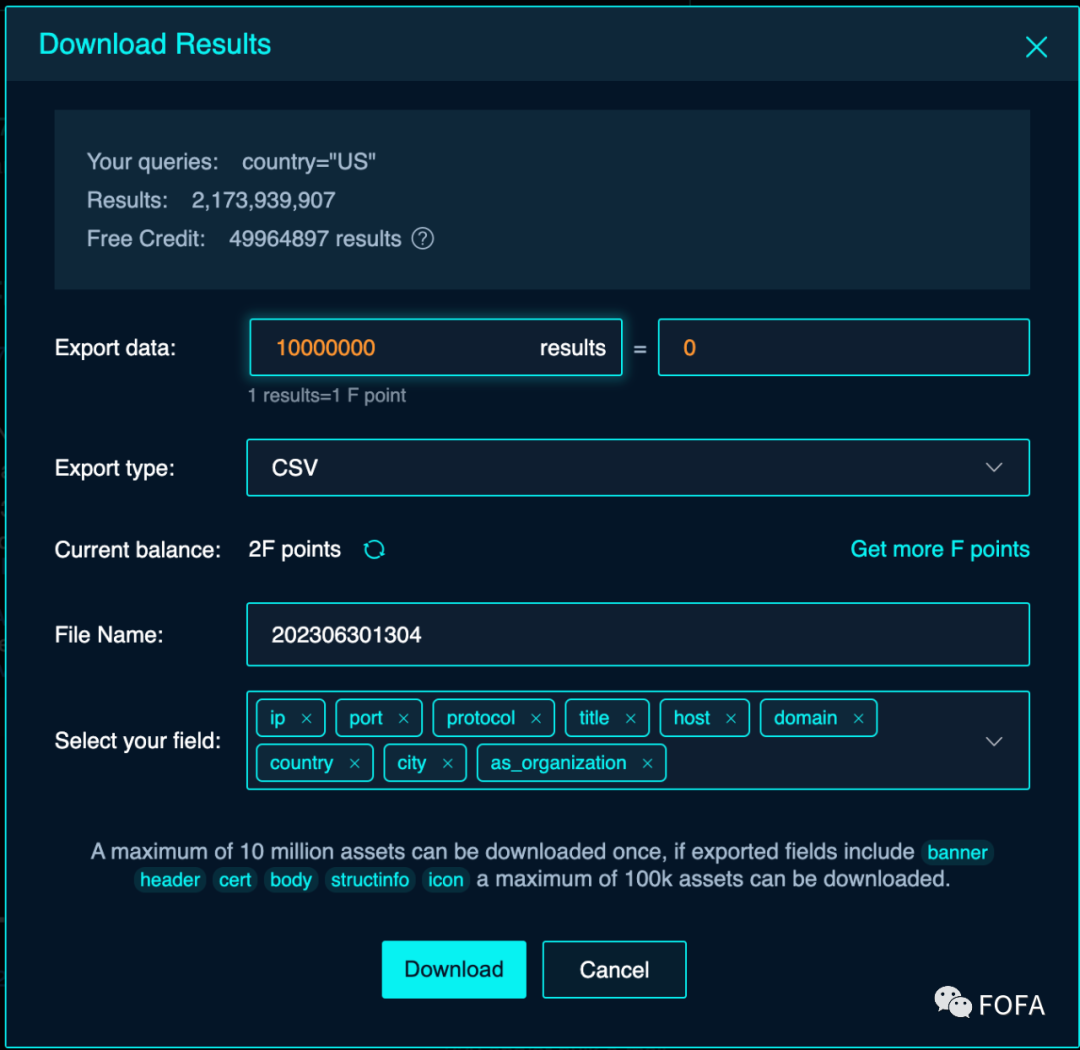 Download Results
Your queries: country="US"
Results: 2,173,939,907
Free Credit: 49964897 results ?
Export data: 10000000 results = 0
1 results=1 F point
Export type: CSV
Current balance: 2F points Get more F points
File Name: 202306301304
ip × port × protocol × title × host × domain ×
Select your field:
country × city × as_organization ×
A maximum of 10 million assets can be downloaded once, if exported fields include banner
header cert body structinfo icon a maximum of 100k assets can be downloaded.
Download Cancel
FOFA